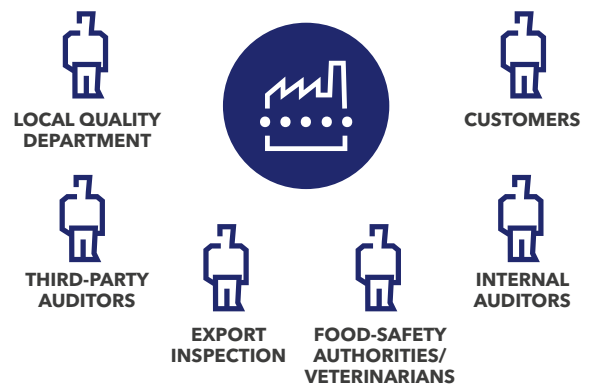 LOCAL QUALITY
DEPARTMENT
CUSTOMERS
THIRD-PARTY
AUDITORS
INTERNAL
AUDITORS
EXPORT
INSPECTION
FOOD-SAFETY
AUTHORITIES/
VETERINARIANS